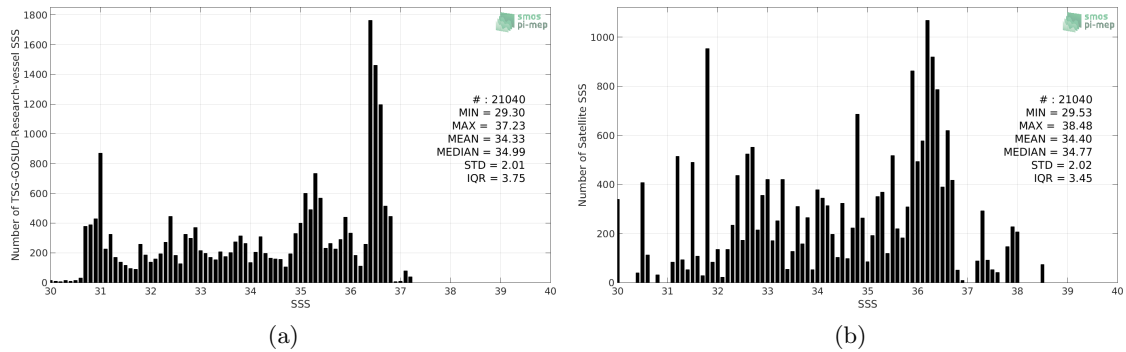 smos
pi-mep
Number of TSG-GOSUD-Research-vessel SSS
1800
1600
1400
1200
1000
800
600
400
200
0
# : 21040
MIN = 29.30
MAX = 37.23
MEAN = 34.33
MEDIAN = 34.99
STD = 2.01
IQR = 3.75
30 31 32 33 34 35 36 37 38 39 40
SSS
(a)
smos
pi-mep
Number of Satellite SSS
1000
800
600
400
200
0
# : 21040
MIN = 29.53
MAX = 38.48
MEAN = 34.40
MEDIAN = 34.77
STD = 2.02
IQR = 3.45
30 31 32 33 34 35 36 37 38 39 40
SSS
(b)